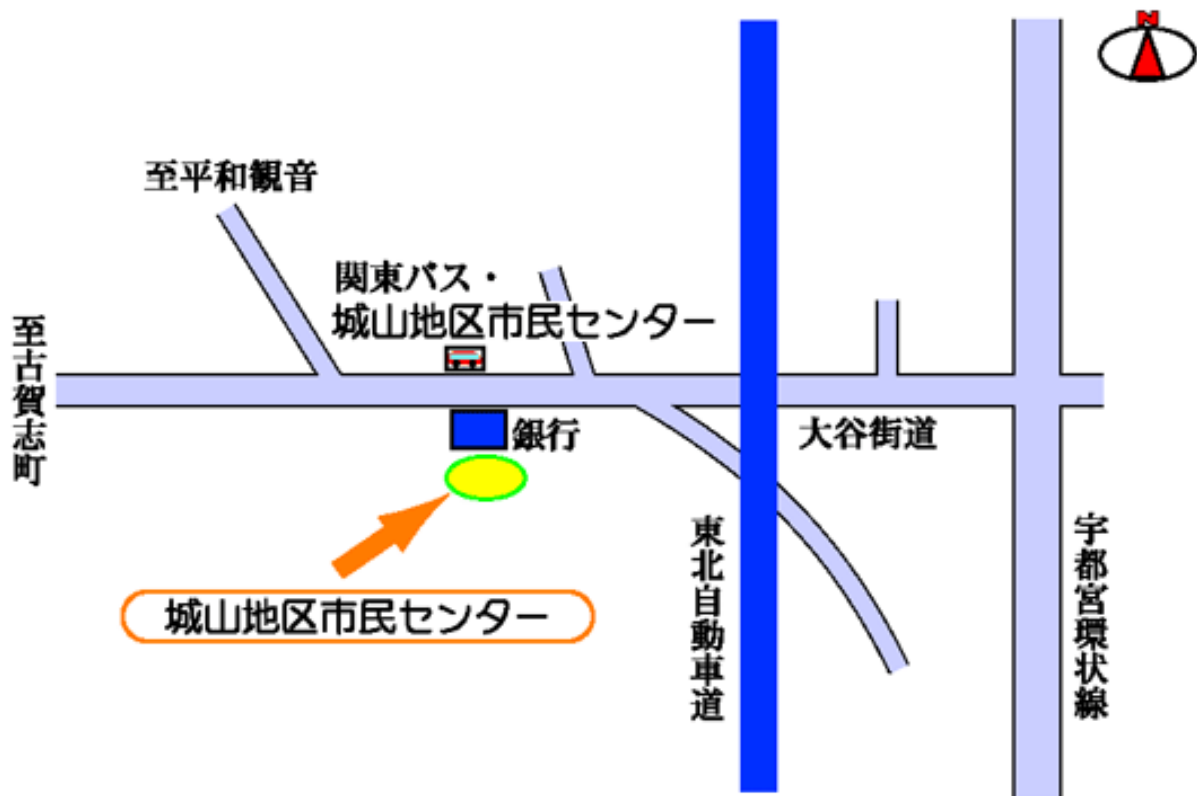 N
至平和観音
関東バス・
城山地区市民センター
至古賀志町
銀行
大谷街道
東北自動車道
宇都宮環状線
城山地区市民センター